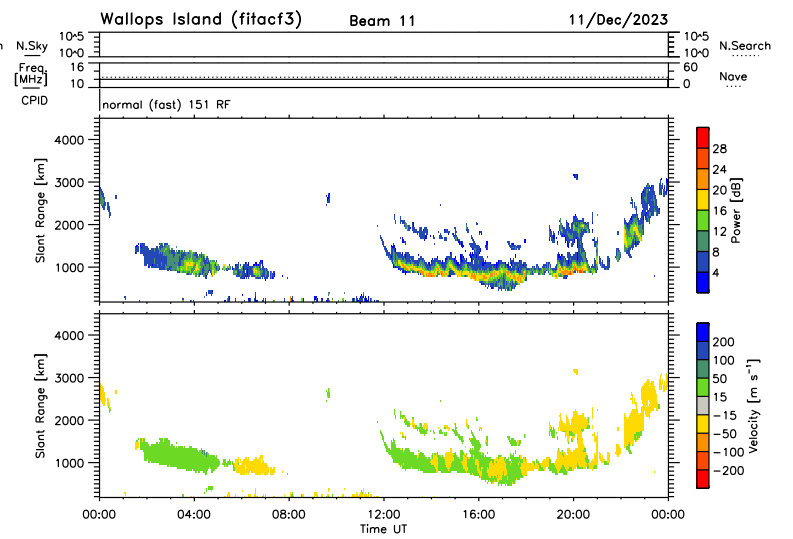 Wallops Island (fitacf3) Beam 11 11/Dec/2023
10^5 10^5
n N.Sky N.Search
10^0 10^0
Freq. 16 60
[MHz] Nave
10 0
CPID normal (fast) 151 RF
4000
3000
2000
1000
Slant Range [km]
28
24
20
16
12
8
4
Power [dB]
4000
3000
2000
1000
Slant Range [km]
200
100
50
15
-15
-50
-100
-200
Velocity [m s⁻¹]
00:00 04:00 08:00 12:00 16:00 20:00 00:00
Time UT